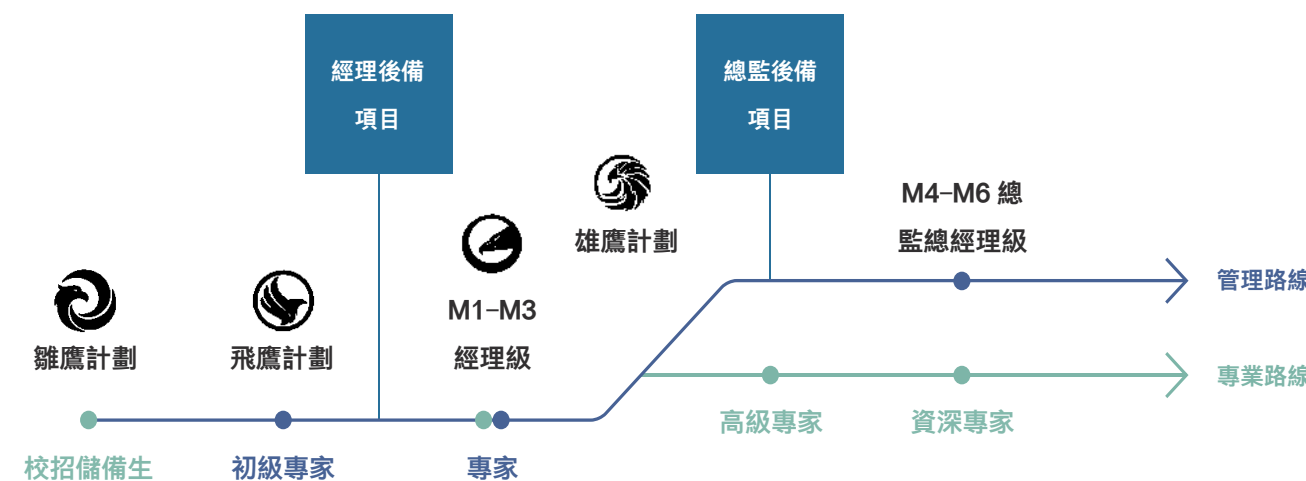 經理後備
項目
總監後備
項目
M4–M6 總
監總經理級
雄鷹計劃
管理路線
M1–M3
經理級
雛鷹計劃
飛鷹計劃
專業路線
高級專家
資深專家
校招儲備生
初級專家
專家